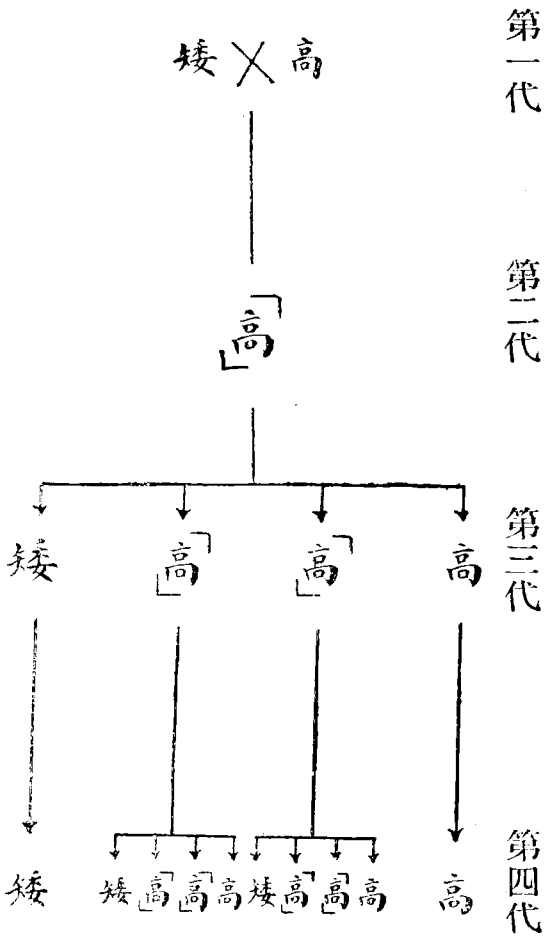 第一代
矮 高
第二代
「高」
第三代
矮 「高」 「高」 高
第四代
矮 矮 「高」 「高」 高 矮 「高」 「高」 高 高